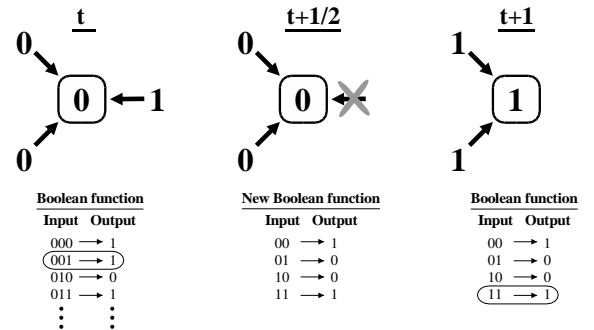 t
0
0
1
0
Boolean function
Input Output
000 → 1
001 → 1
010 → 0
011 → 1
t+1/2
0
0
0
New Boolean function
Input Output
00 → 1
01 → 0
10 → 0
11 → 1
t+1
1
1
1
Boolean function
Input Output
00 → 1
01 → 0
10 → 0
11 → 1